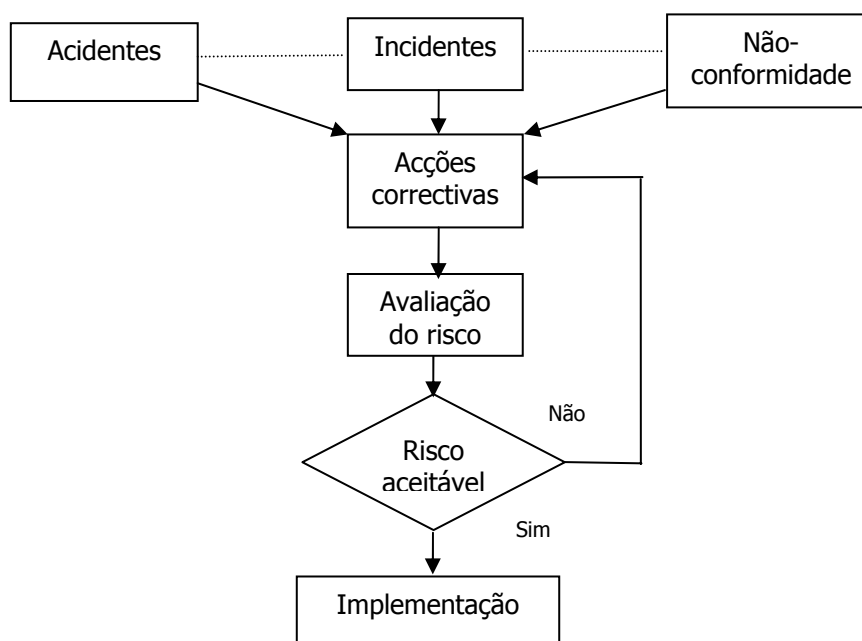 Acidentes
Incidentes
Não-
conformidade
Acções
correctivas
Avaliação
do risco
Não
Risco
aceitável
Sim
Implementação